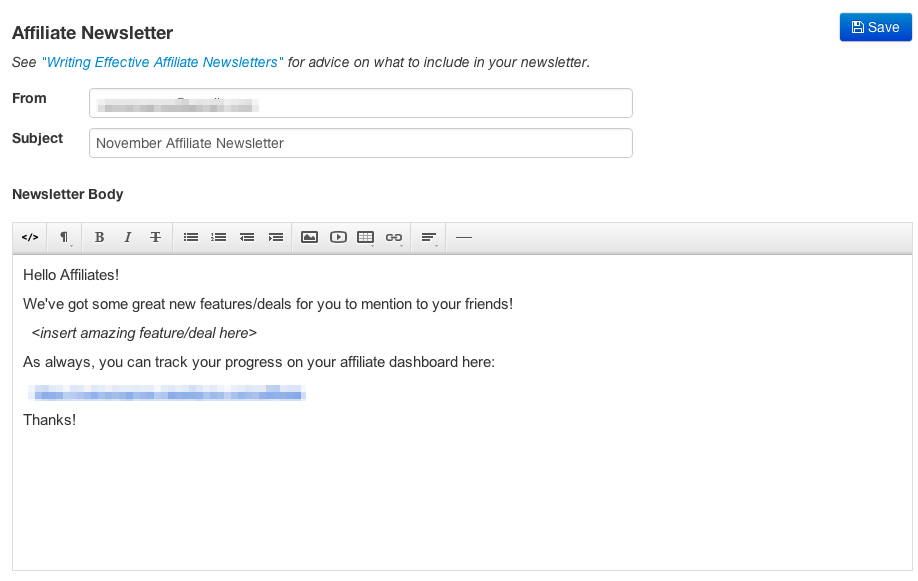 Affiliate Newsletter
Save
See "Writing Effective Affiliate Newsletters" for advice on what to include in your newsletter.
From
Subject
November Affiliate Newsletter
Newsletter Body
</> ¶ B I T
Hello Affiliates!
We've got some great new features/deals for you to mention to your friends!
<insert amazing feature/deal here>
As always, you can track your progress on your affiliate dashboard here:
Thanks!